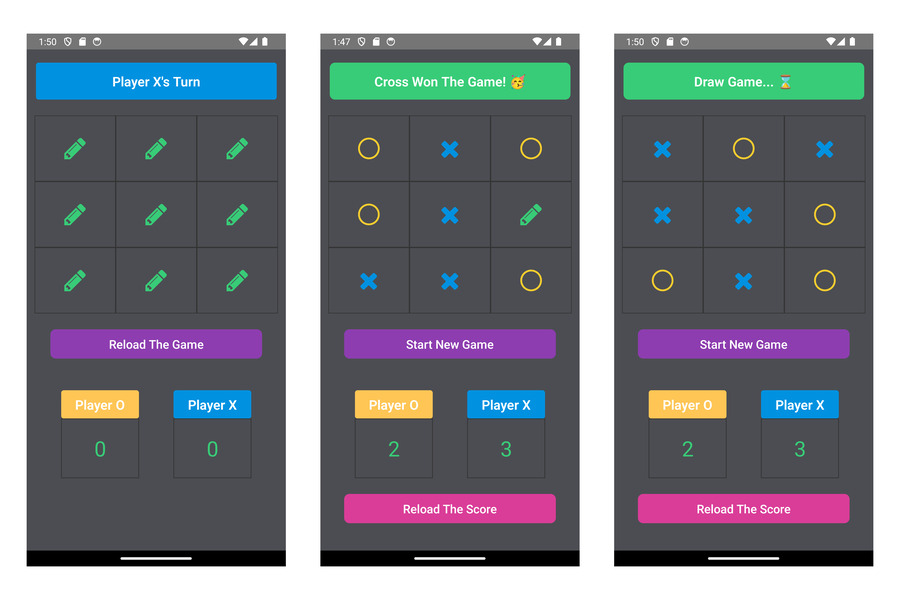 1:50
Player X's Turn
Reload The Game
Player O
Player X
0
0
1:47
Cross Won The Game! 🥳
Start New Game
Player O
Player X
2
3
Reload The Score
1:50
Draw Game... ⌛
Start New Game
Player O
Player X
2
3
Reload The Score